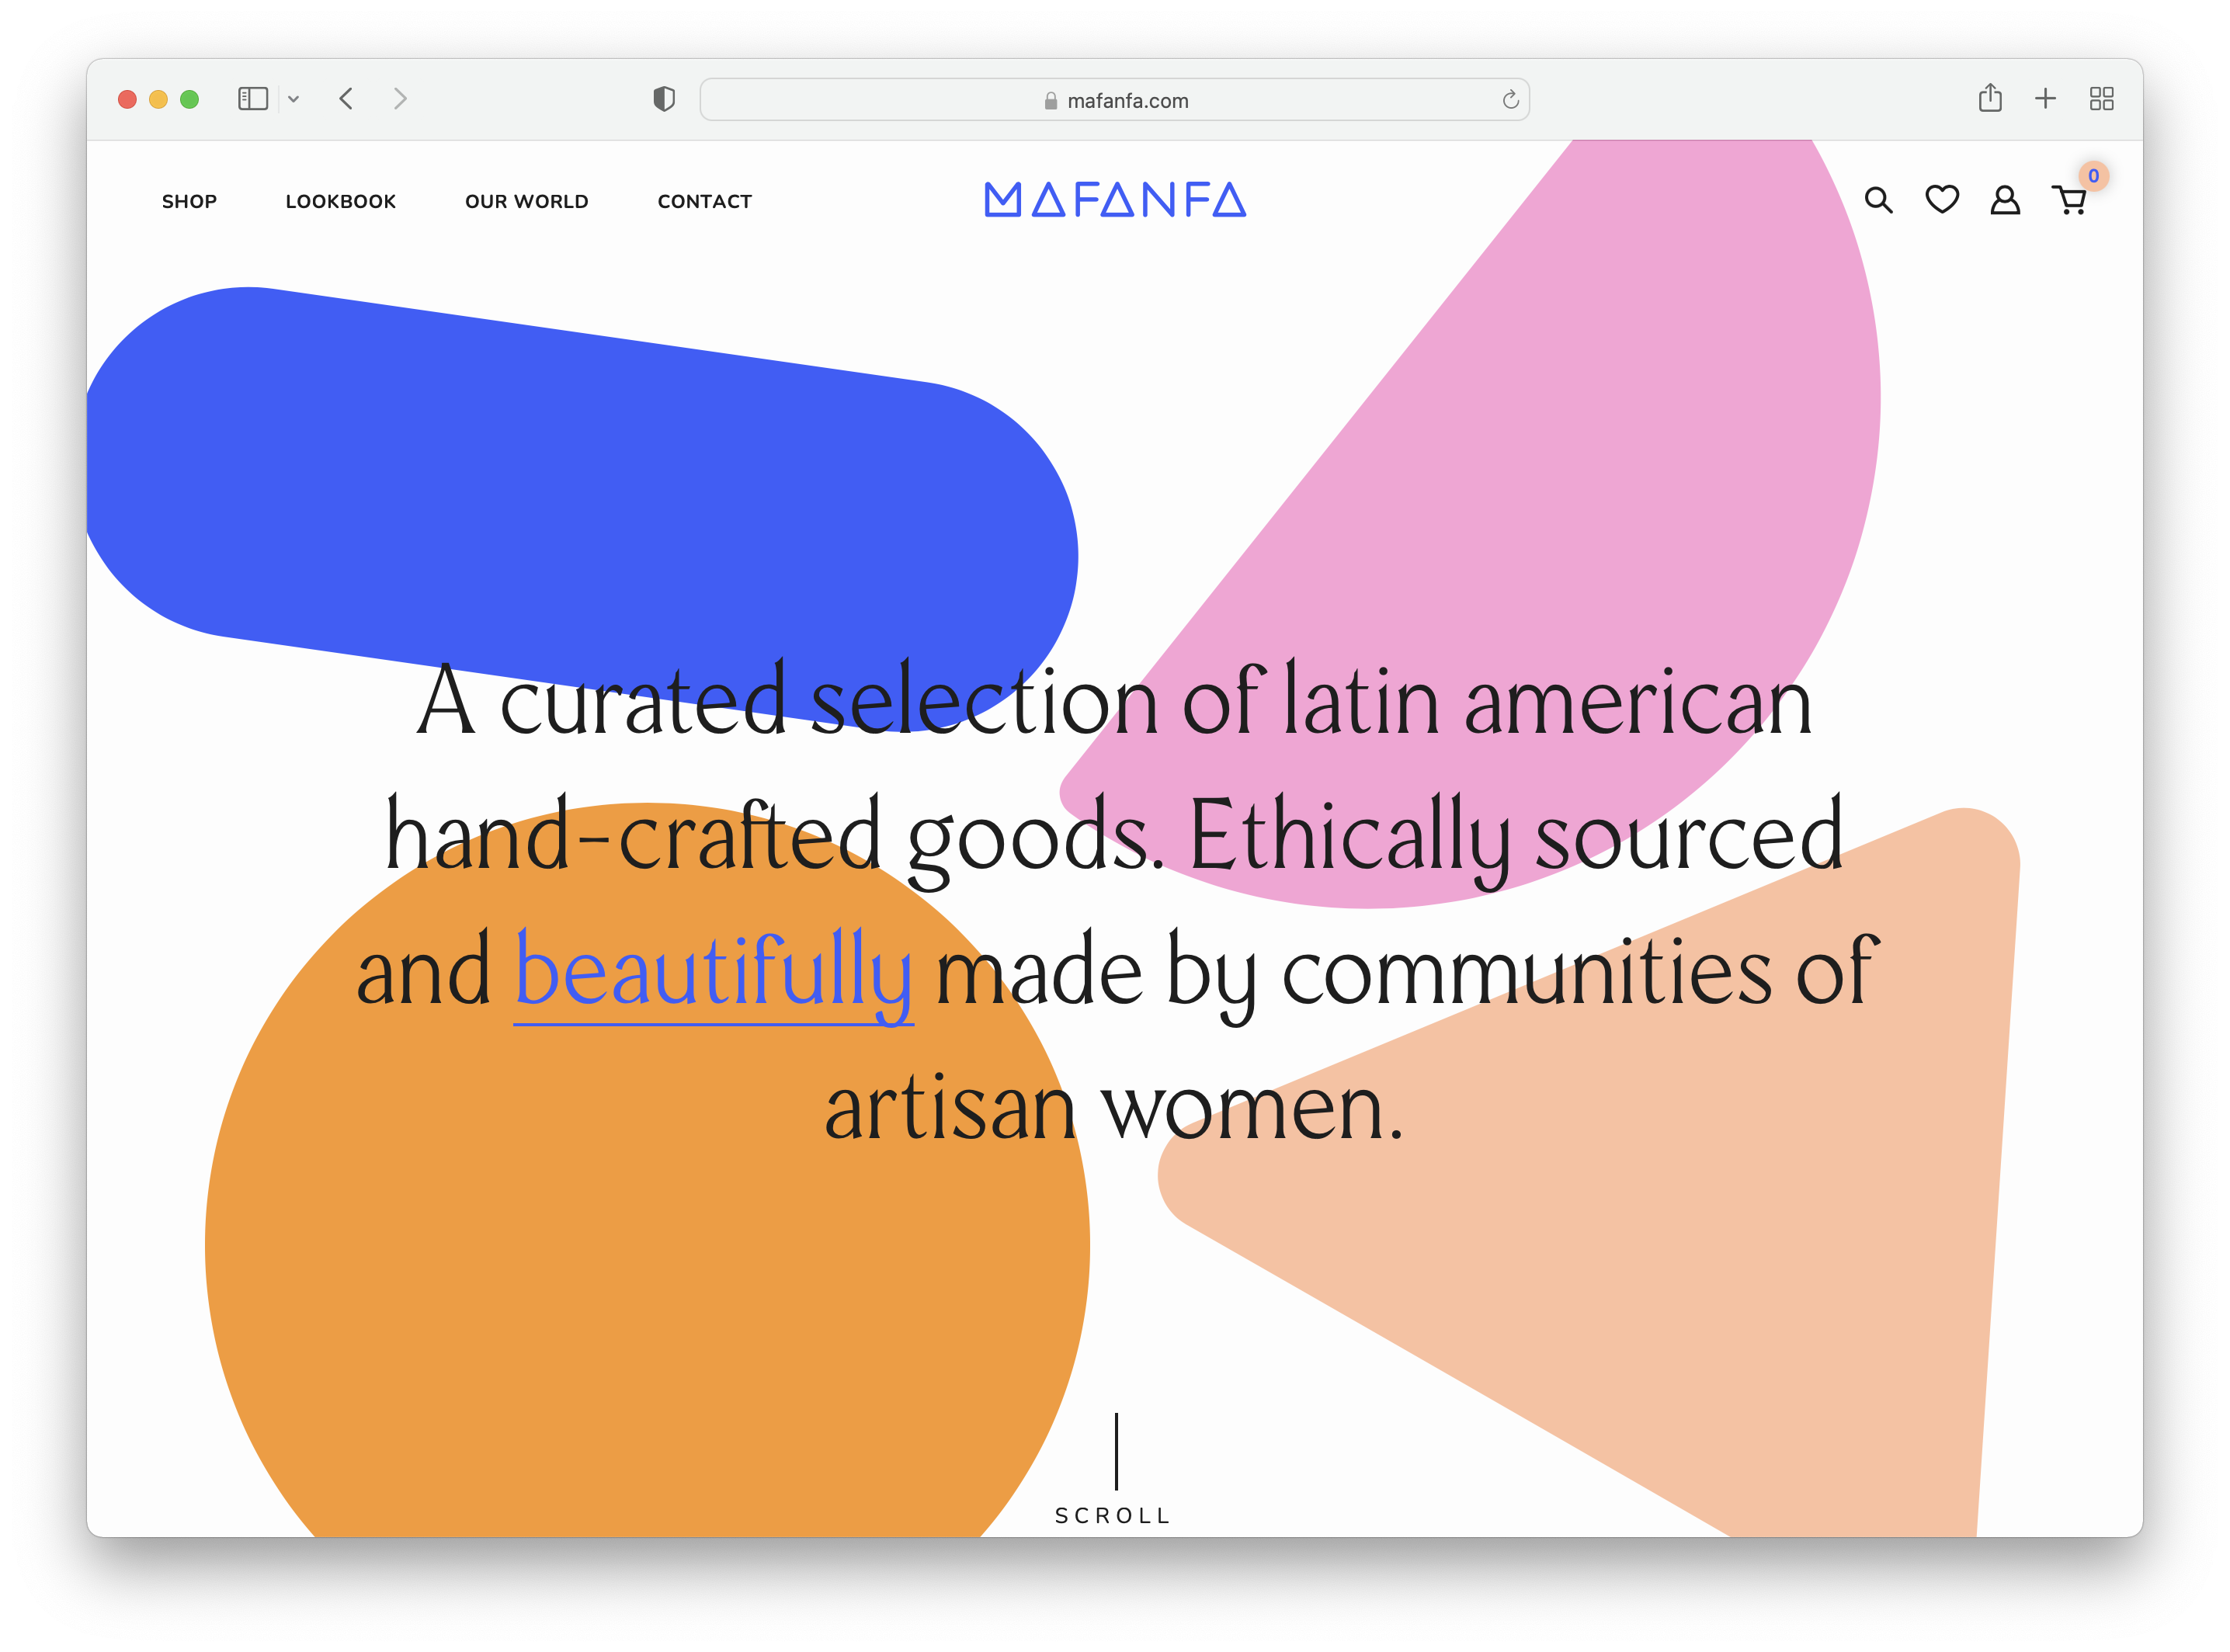 mafanfa.com
SHOP LOOKBOOK OUR WORLD CONTACT MAFANFA 0
A curated selection of latin american
hand-crafted goods. Ethically sourced
and beautifully made by communities of
artisan women.
SCROLL